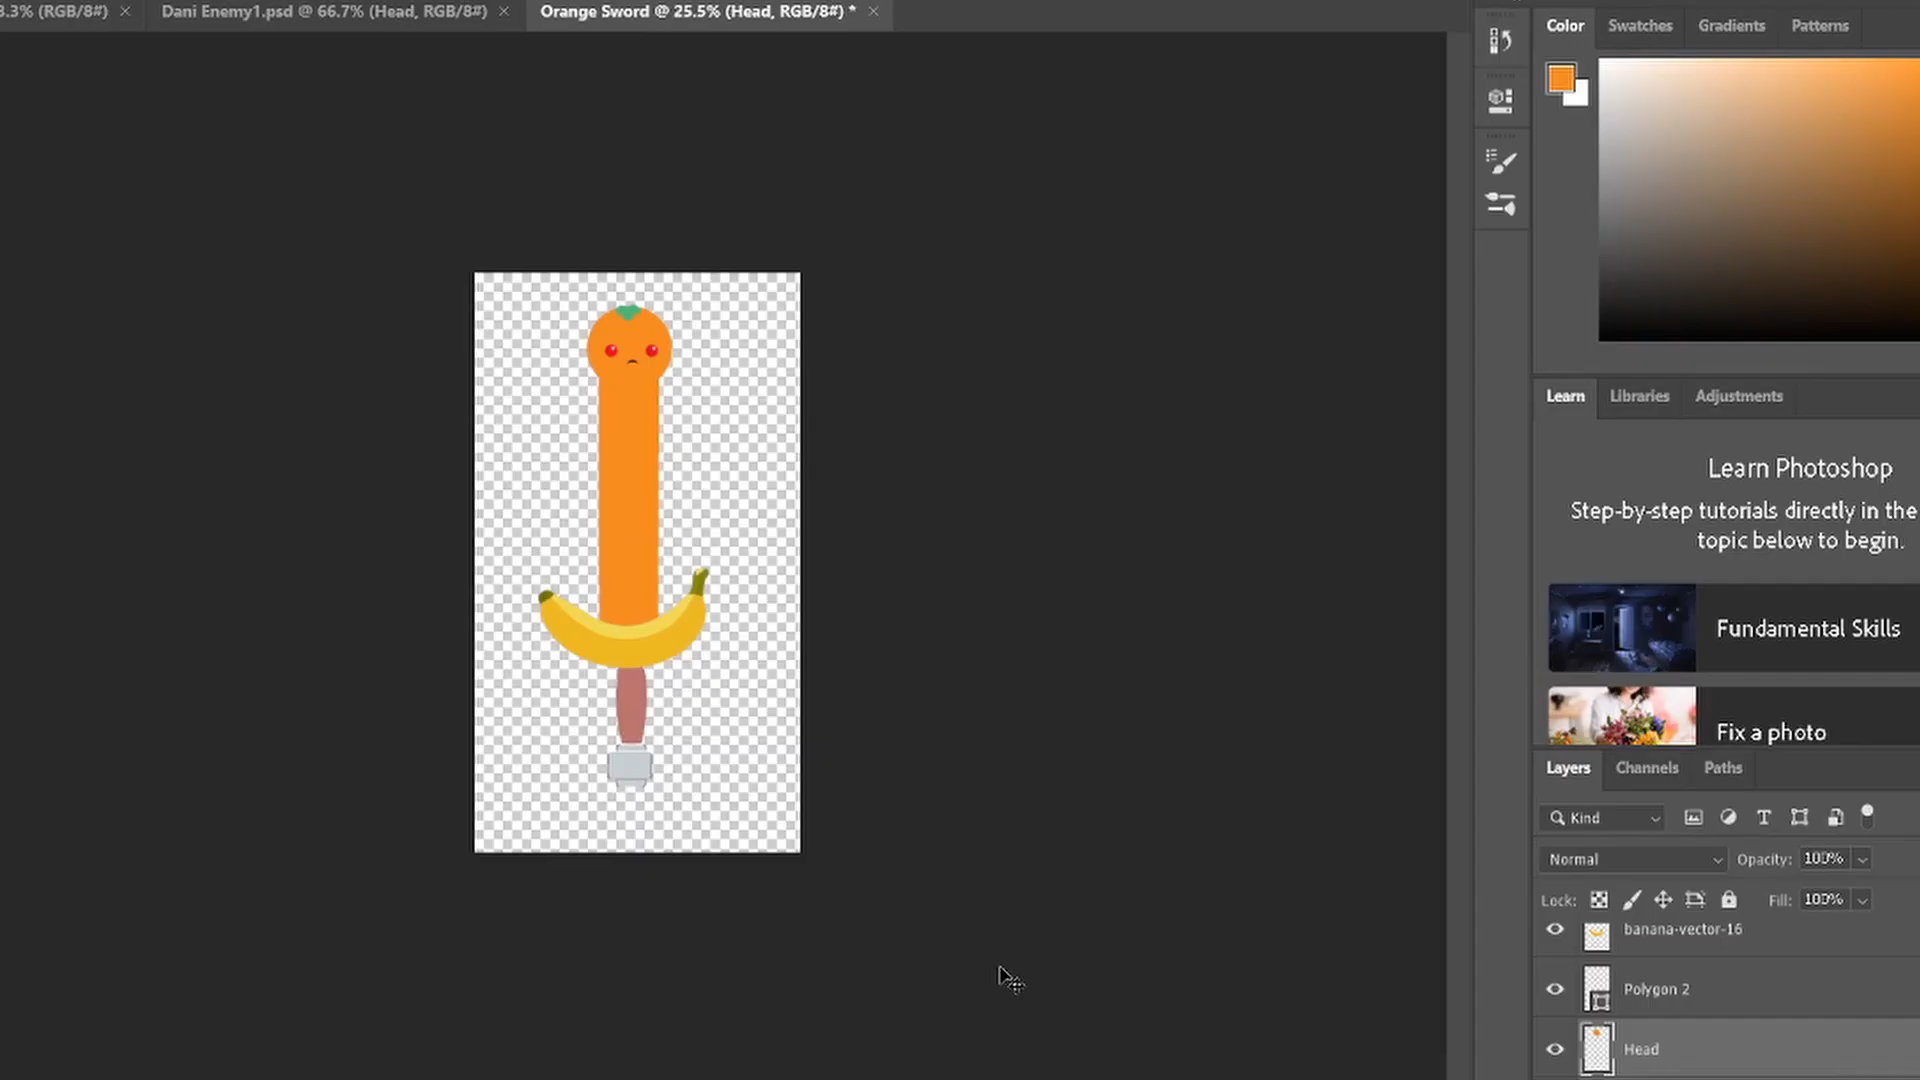 3.3% (RGB/8#)
Dani Enemy1.psd @ 66.7% (Head, RGB/8#)
Orange Sword @ 25.5% (Head, RGB/8#) *
Color
Swatches
Gradients
Patterns
Learn
Libraries
Adjustments
Learn Photoshop
Step-by-step tutorials directly in the
topic below to begin.
Fundamental Skills
Fix a photo
Layers
Channels
Paths
Kind
Normal
Opacity: 100%
Lock:
Fill: 100%
banana-vector-16
Polygon 2
Head